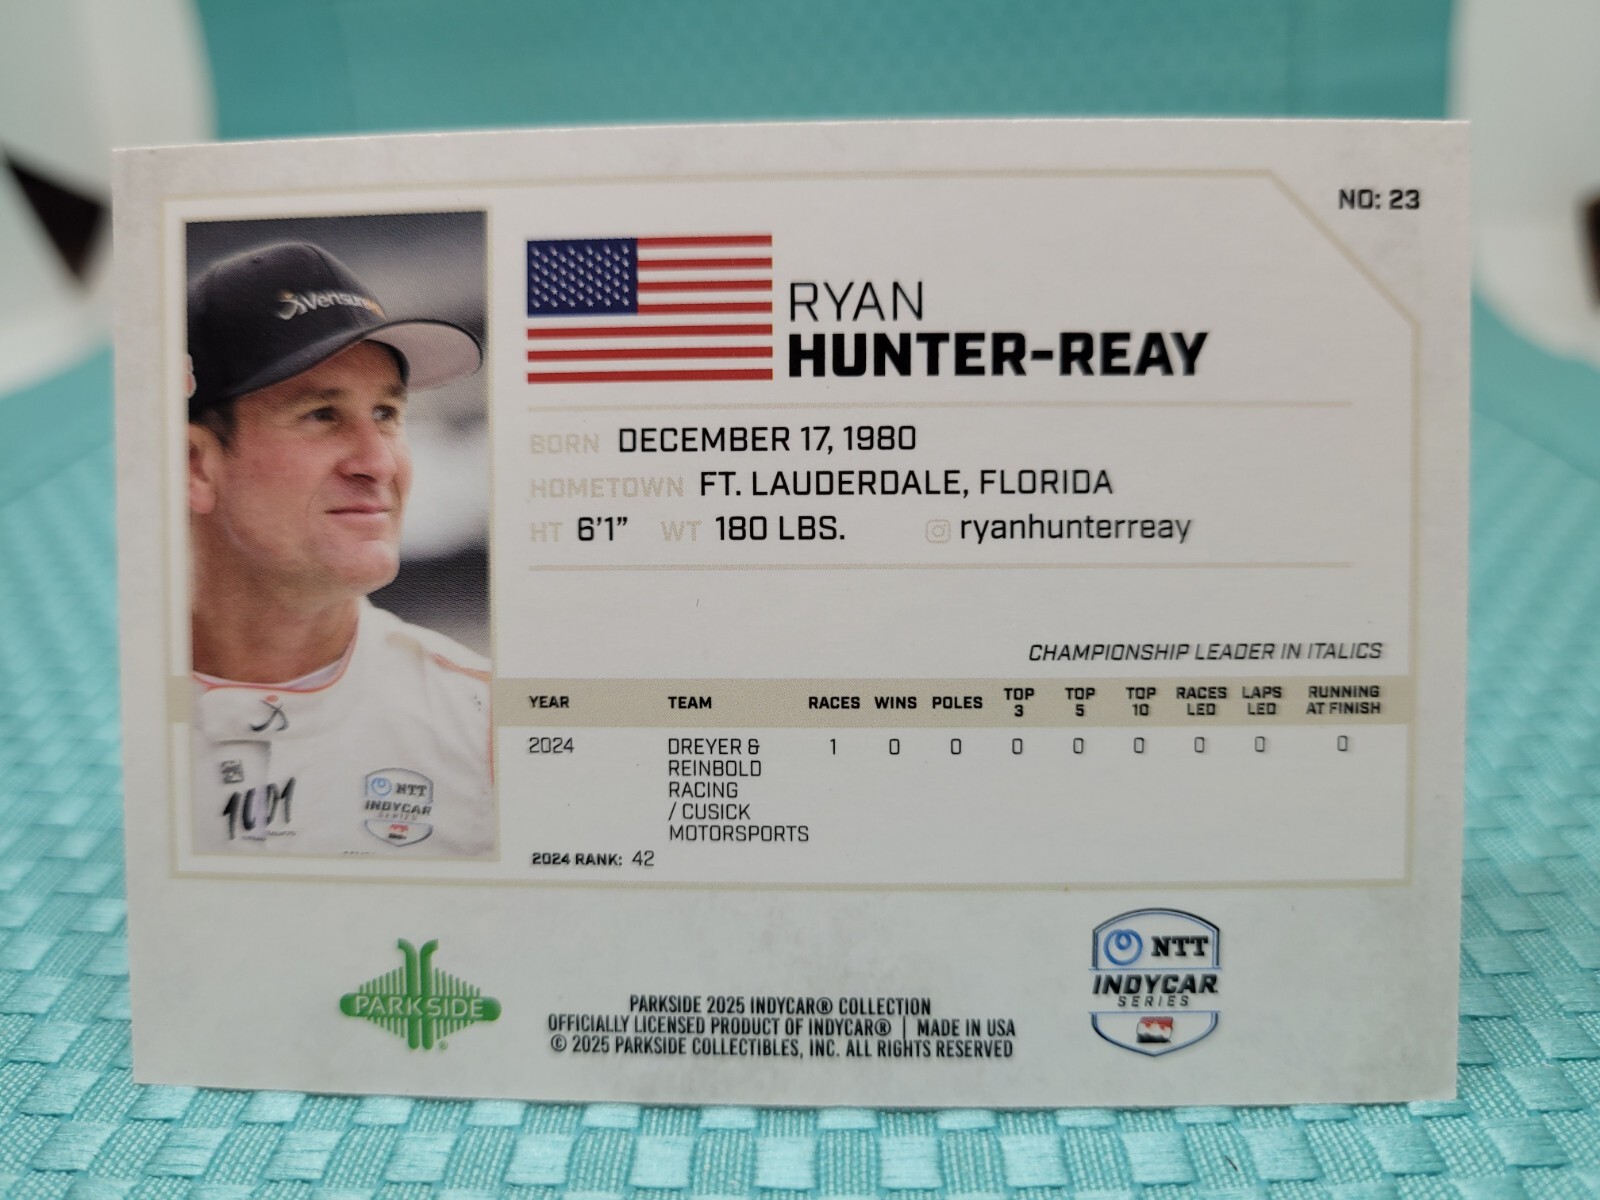 NO: 23
RYAN
HUNTER-REAY
BORN DECEMBER 17, 1980
HOMETOWN FT. LAUDERDALE, FLORIDA
HT 6'1" WT 180 LBS. ryanhunterreay
CHAMPIONSHIP LEADER IN ITALICS
YEAR TEAM RACES WINS POLES TOP 3 TOP 5 TOP 10 RACES LED LAPS LED RUNNING AT FINISH
2024 DREYER & 1 0 0 0 0 0 0 0 0
REINBOLD
RACING
/ CUSICK
MOTORSPORTS
2024 RANK: 42
NTT
INDYCAR
SERIES
PARKSIDE
PARKSIDE 2025 INDYCAR® COLLECTION
OFFICIALLY LICENSED PRODUCT OF INDYCAR® | MADE IN USA
© 2025 PARKSIDE COLLECTIBLES, INC. ALL RIGHTS RESERVED
NTT
INDYCAR
SERIES